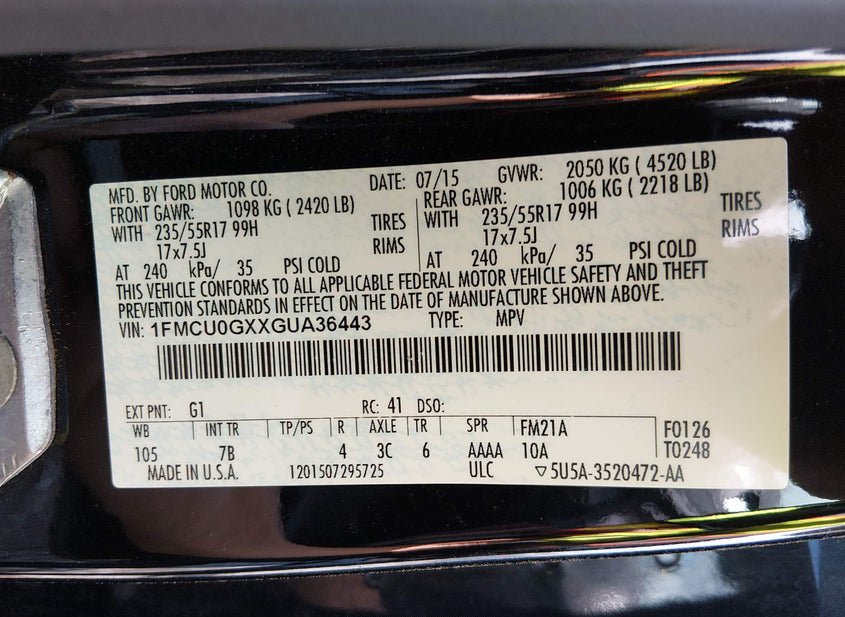 MFD. BY FORD MOTOR CO. DATE: 07/15 GVWR: 2050 KG ( 4520 LB)
FRONT GAWR: 1098 KG ( 2420 LB) REAR GAWR: 1006 KG ( 2218 LB)
WITH 235/55R17 99H TIRES WITH 235/55R17 99H TIRES
17x7.5J RIMS 17x7.5J RIMS
AT 240 kPa/ 35 PSI COLD AT 240 kPa/ 35 PSI COLD
THIS VEHICLE CONFORMS TO ALL APPLICABLE FEDERAL MOTOR VEHICLE SAFETY AND THEFT
PREVENTION STANDARDS IN EFFECT ON THE DATE OF MANUFACTURE SHOWN ABOVE.
VIN: 1FMCU0GXXGUA36443 TYPE: MPV
EXT PNT: G1 RC: 41 DSO:
WB INT TR TP/PS R AXLE TR SPR FM21A F0126
105 7B 4 3C 6 AAAA 10A T0248
MADE IN U.S.A. 1201507295725 ULC ▽5U5A-3520472-AA